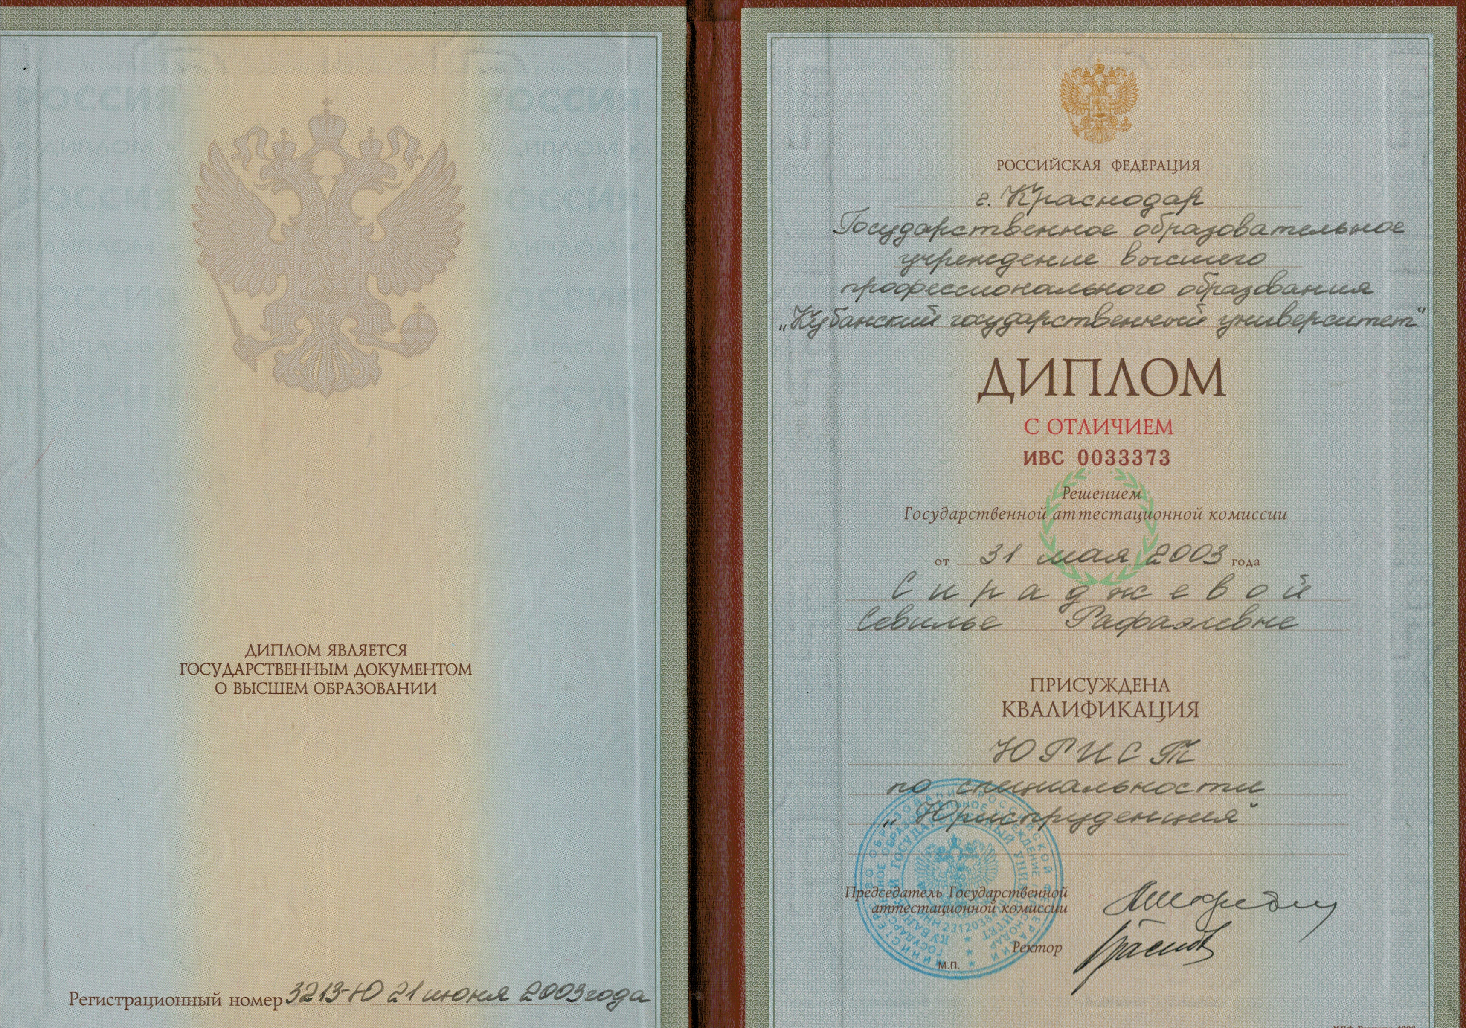 ДИПЛОМ ЯВЛЯЕТСЯ
ГОСУДАРСТВЕННЫМ ДОКУМЕНТОМ
О ВЫСШЕМ ОБРАЗОВАНИИ
Регистрационный номер 3213-Ю 21 июня 2003 года
РОССИЙСКАЯ ФЕДЕРАЦИЯ
г. Краснодар
Государственное образовательное
учреждение высшего
профессионального образования
„Кубанский государственный университет"
ДИПЛОМ
С ОТЛИЧИЕМ
ИВС 0033373
Решением
Государственной аттестационной комиссии
от 31 мая 2003 года
Сираджевой
Севилье Рафаэлевне
ПРИСУЖДЕНА
КВАЛИФИКАЦИЯ
ЮРИСТ
по специальности
„Юриспруденция"
Председатель Государственной
аттестационной комиссии
Ректор
М.П.